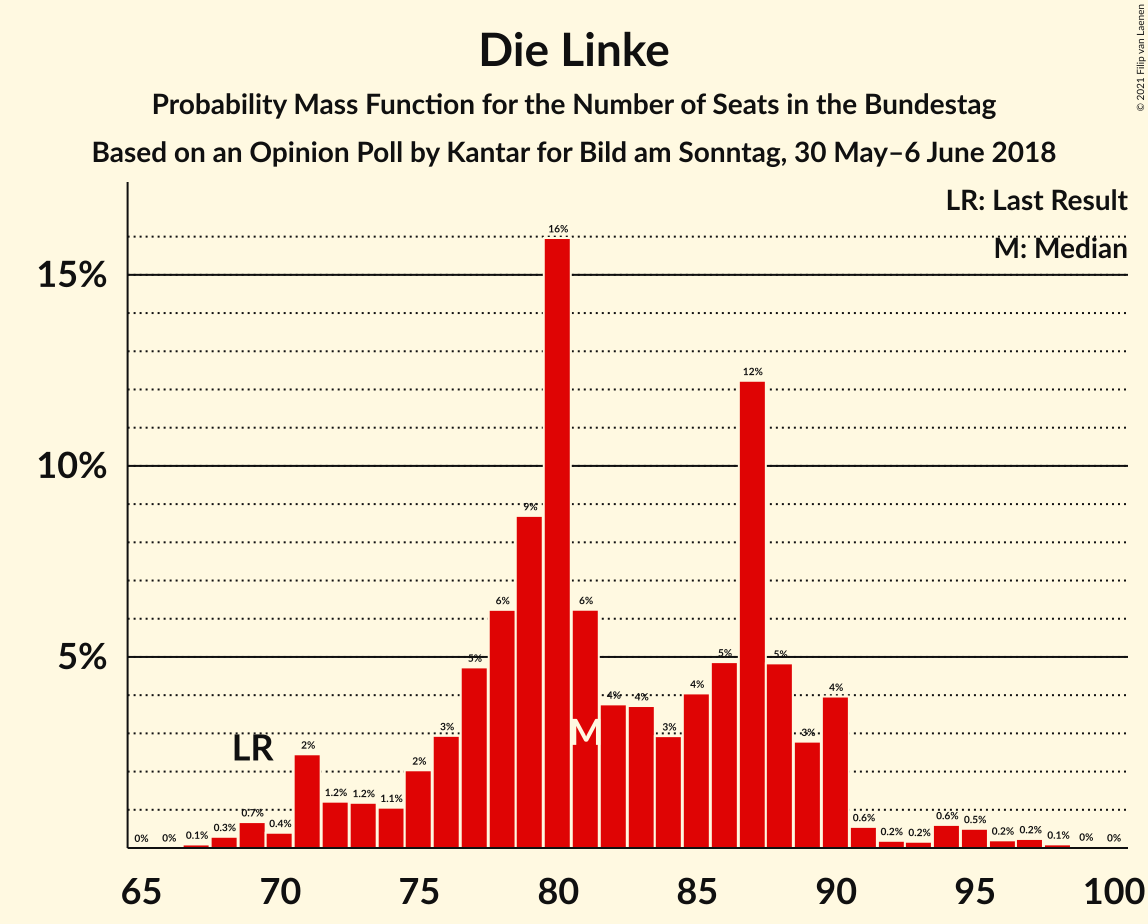 Die Linke
Probability Mass Function for the Number of Seats in the Bundestag
Based on an Opinion Poll by Kantar for Bild am Sonntag, 30 May–6 June 2018
© 2021 Filip van Laenen
LR: Last Result
M: Median
15%
10%
5%
0% 0% 0.1% 0.3% 0.7% 0.4% 2% 1.2% 1.2% 1.1% 2% 3% 5% 6% 9% 16% 6% 4% 4% 3% 4% 5% 12% 5% 3% 4% 0.6% 0.2% 0.2% 0.6% 0.5% 0.2% 0.2% 0.1% 0% 0%
LR
M
65 70 75 80 85 90 95 100